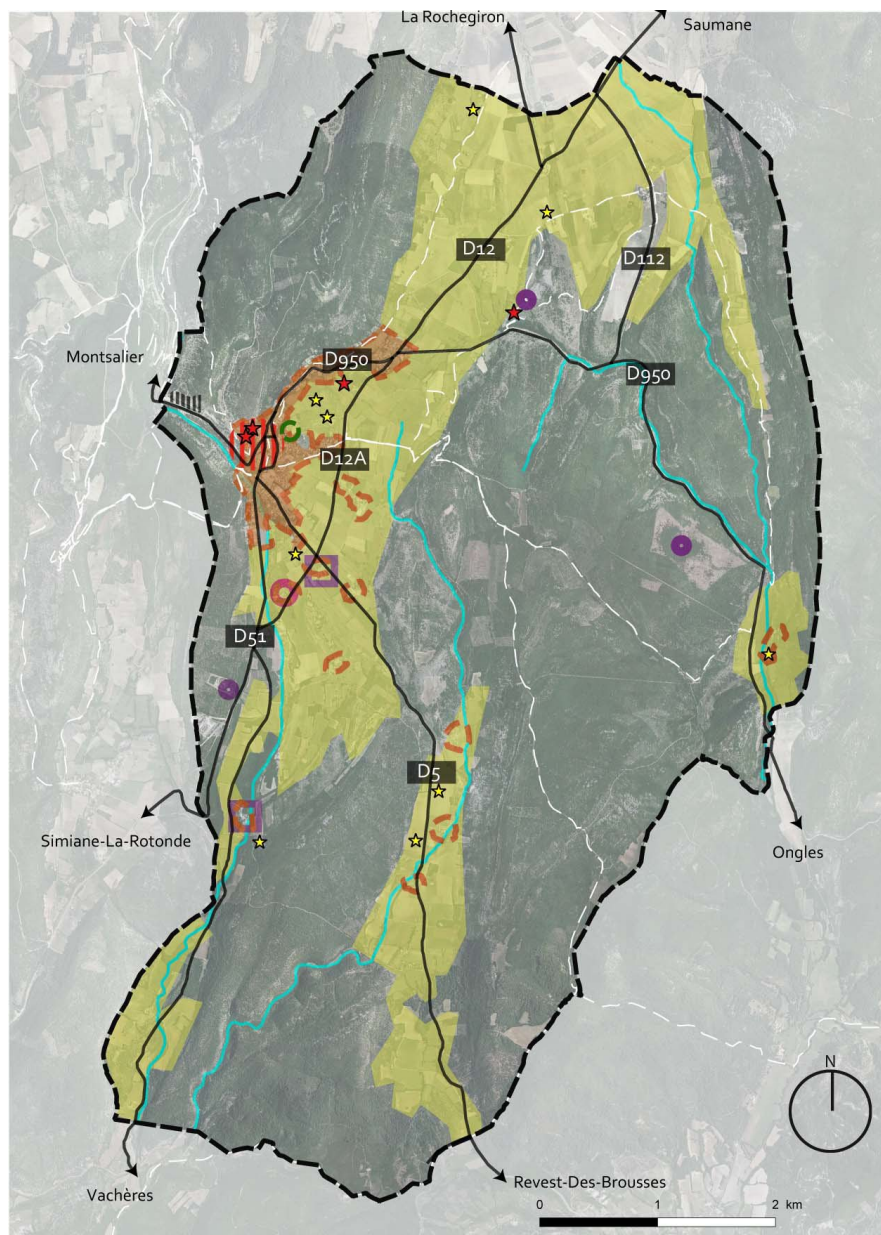 La Rochegiron
Saumane
D12
D112
Montsalier
D950
D950
D12A
D51
D5
Simiane-La-Rotonde
Ongles
N
Vachères
Revest-Des-Brousses
0 1 2 km